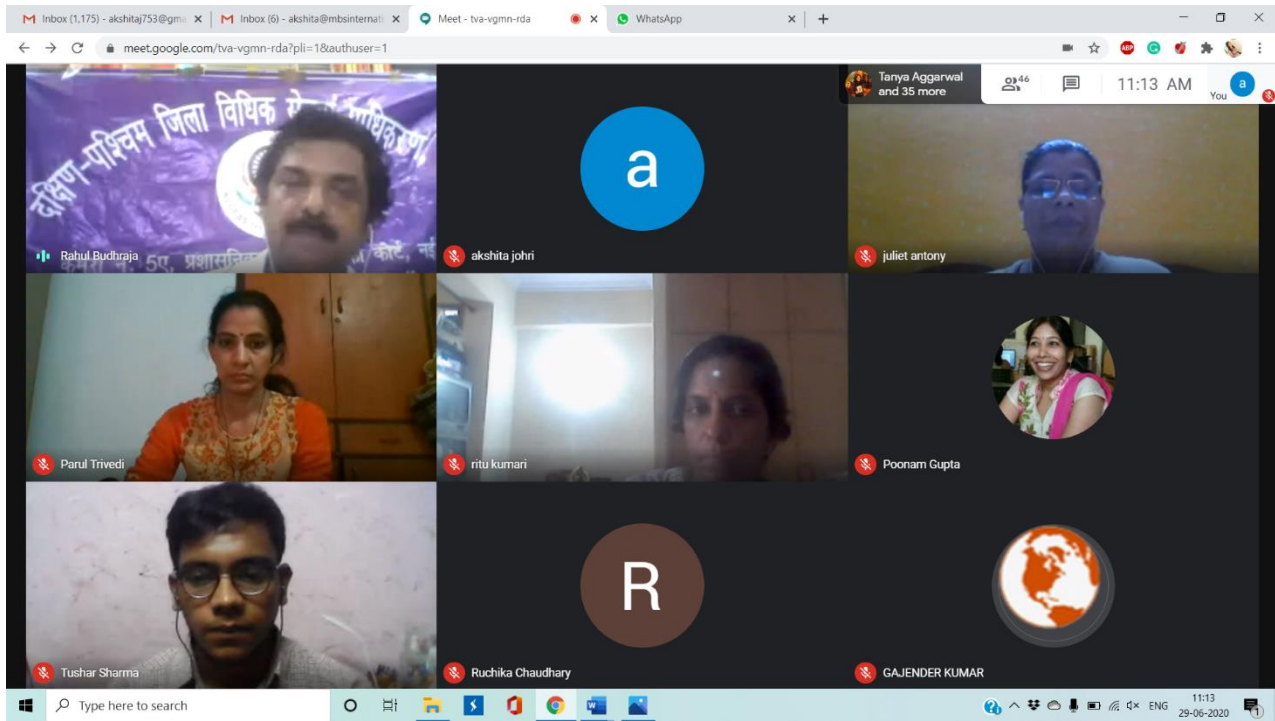 Inbox (1,175) - akshitaj753@gma
Inbox (6) - akshita@mbsinternati
Meet - tva-vgmn-rda
WhatsApp
meet.google.com/tva-vgmn-rda?pli=1&authuser=1
ABP
Tanya Aggarwal
and 35 more
46
11:13 AM
You
a
दक्षिण-पश्चिम जिला विधिक
Rahul Budhraja
a
akshita johri
juliet antony
Parul Trivedi
ritu kumari
Poonam Gupta
Tushar Sharma
R
Ruchika Chaudhary
GAJENDER KUMAR
Type here to search
ENG
11:13
29-06-2020
1